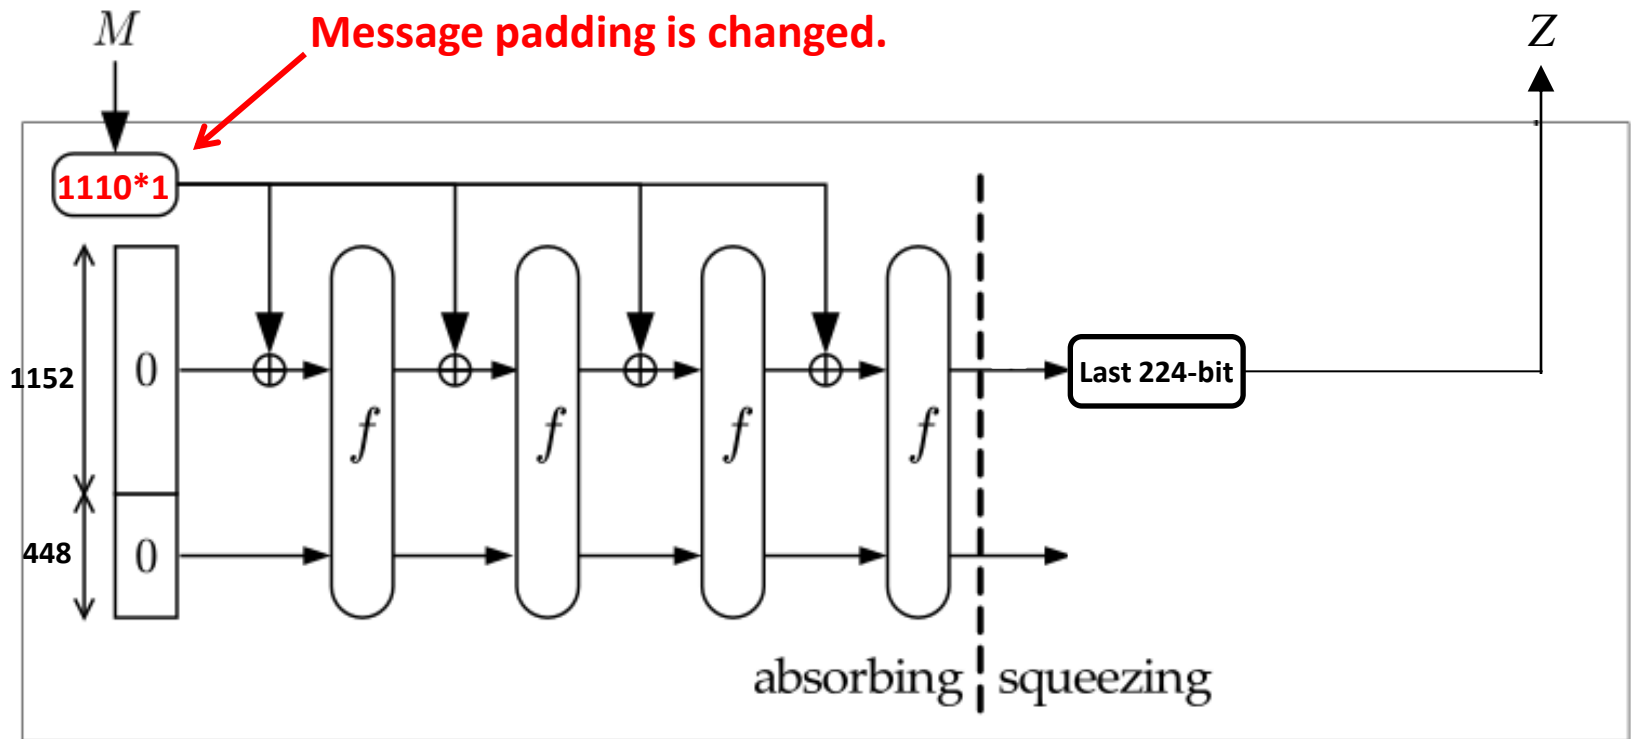 M
Message padding is changed.
Z
1110*1
1152
0
f
f
f
f
Last 224-bit
448
0
absorbing
squeezing